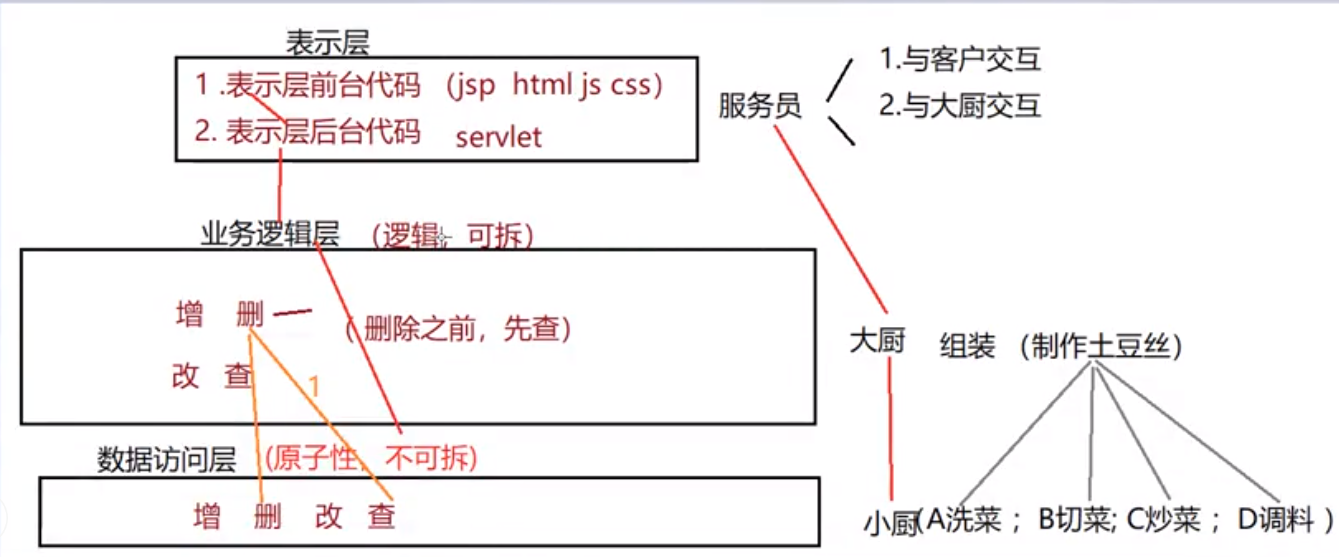 表示层
1 .表示层前台代码 （jsp html js css）
2. 表示层后台代码 servlet
服务员
1.与客户交互
2.与大厨交互
业务逻辑层 （逻辑，可拆）
增 删
（ 删除之前，先查）
改 查
1
大厨 组装 （制作土豆丝）
数据访问层 （原子性，不可拆）
增 删 改 查
小厨（A洗菜； B切菜; C炒菜； D调料 ）